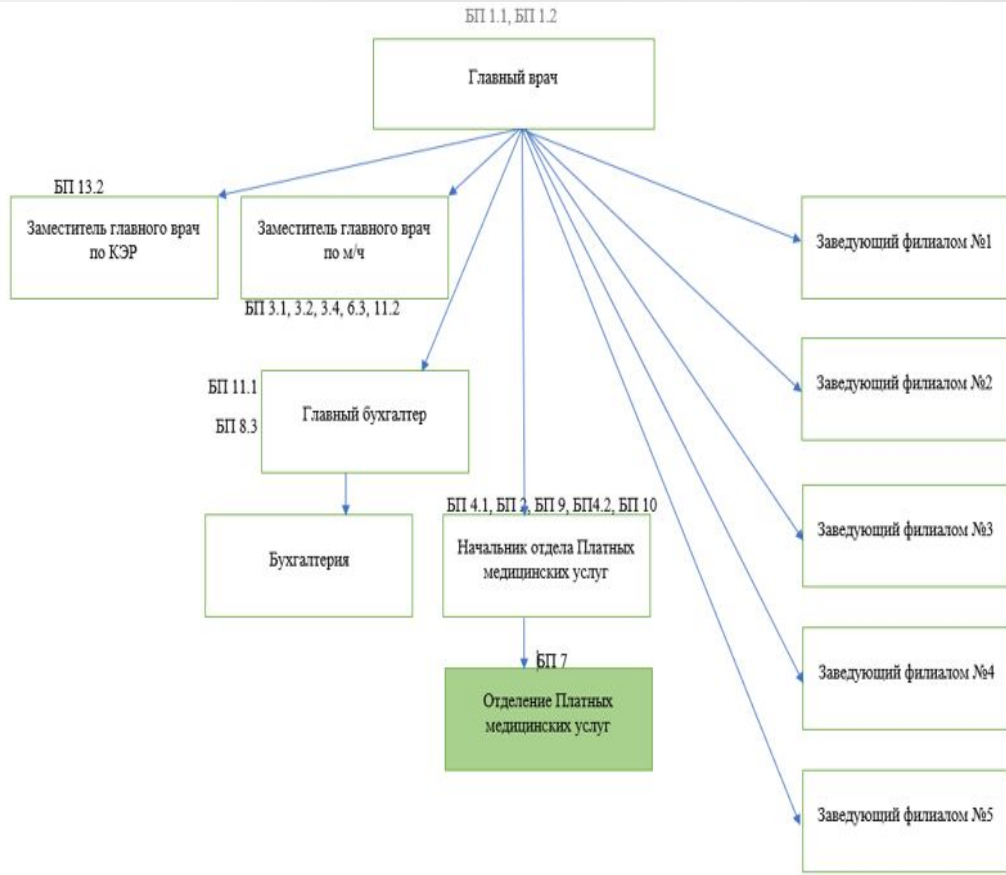 БП 1.1, БП 1.2
Главный врач
БП 13.2
Заместитель главного врач
по КЭР
Заместитель главного врач
по м/ч
БП 3.1, 3.2, 3.4, 6.3, 11.2
Заведующий филиалом №1
Заведующий филиалом №2
БП 11.1
БП 8.3
Главный бухгалтер
Бухгалтерия
БП 4.1, БП 2, БП 9, БП4.2, БП 10
Начальник отдела Платных
медицинских услуг
Заведующий филиалом №3
БП 7
Отделение Платных
медицинских услуг
Заведующий филиалом №4
Заведующий филиалом №5